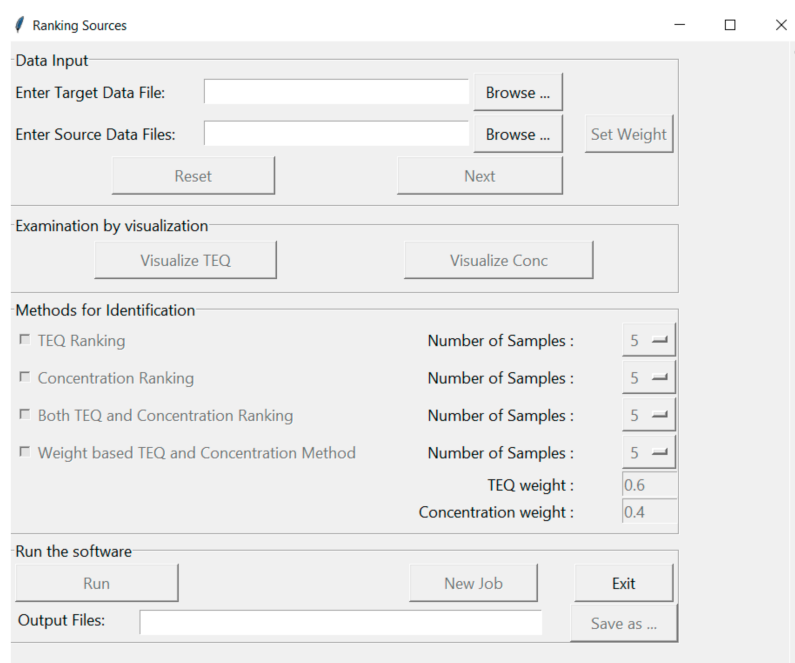 Ranking Sources
Data Input
Enter Target Data File: Browse ...
Enter Source Data Files: Browse ... Set Weight
Reset Next
Examination by visualization
Visualize TEQ Visualize Conc
Methods for Identification
TEQ Ranking Number of Samples : 5
Concentration Ranking Number of Samples : 5
Both TEQ and Concentration Ranking Number of Samples : 5
Weight based TEQ and Concentration Method Number of Samples : 5
TEQ weight : 0.6
Concentration weight : 0.4
Run the software
Run New Job Exit
Output Files: Save as ...